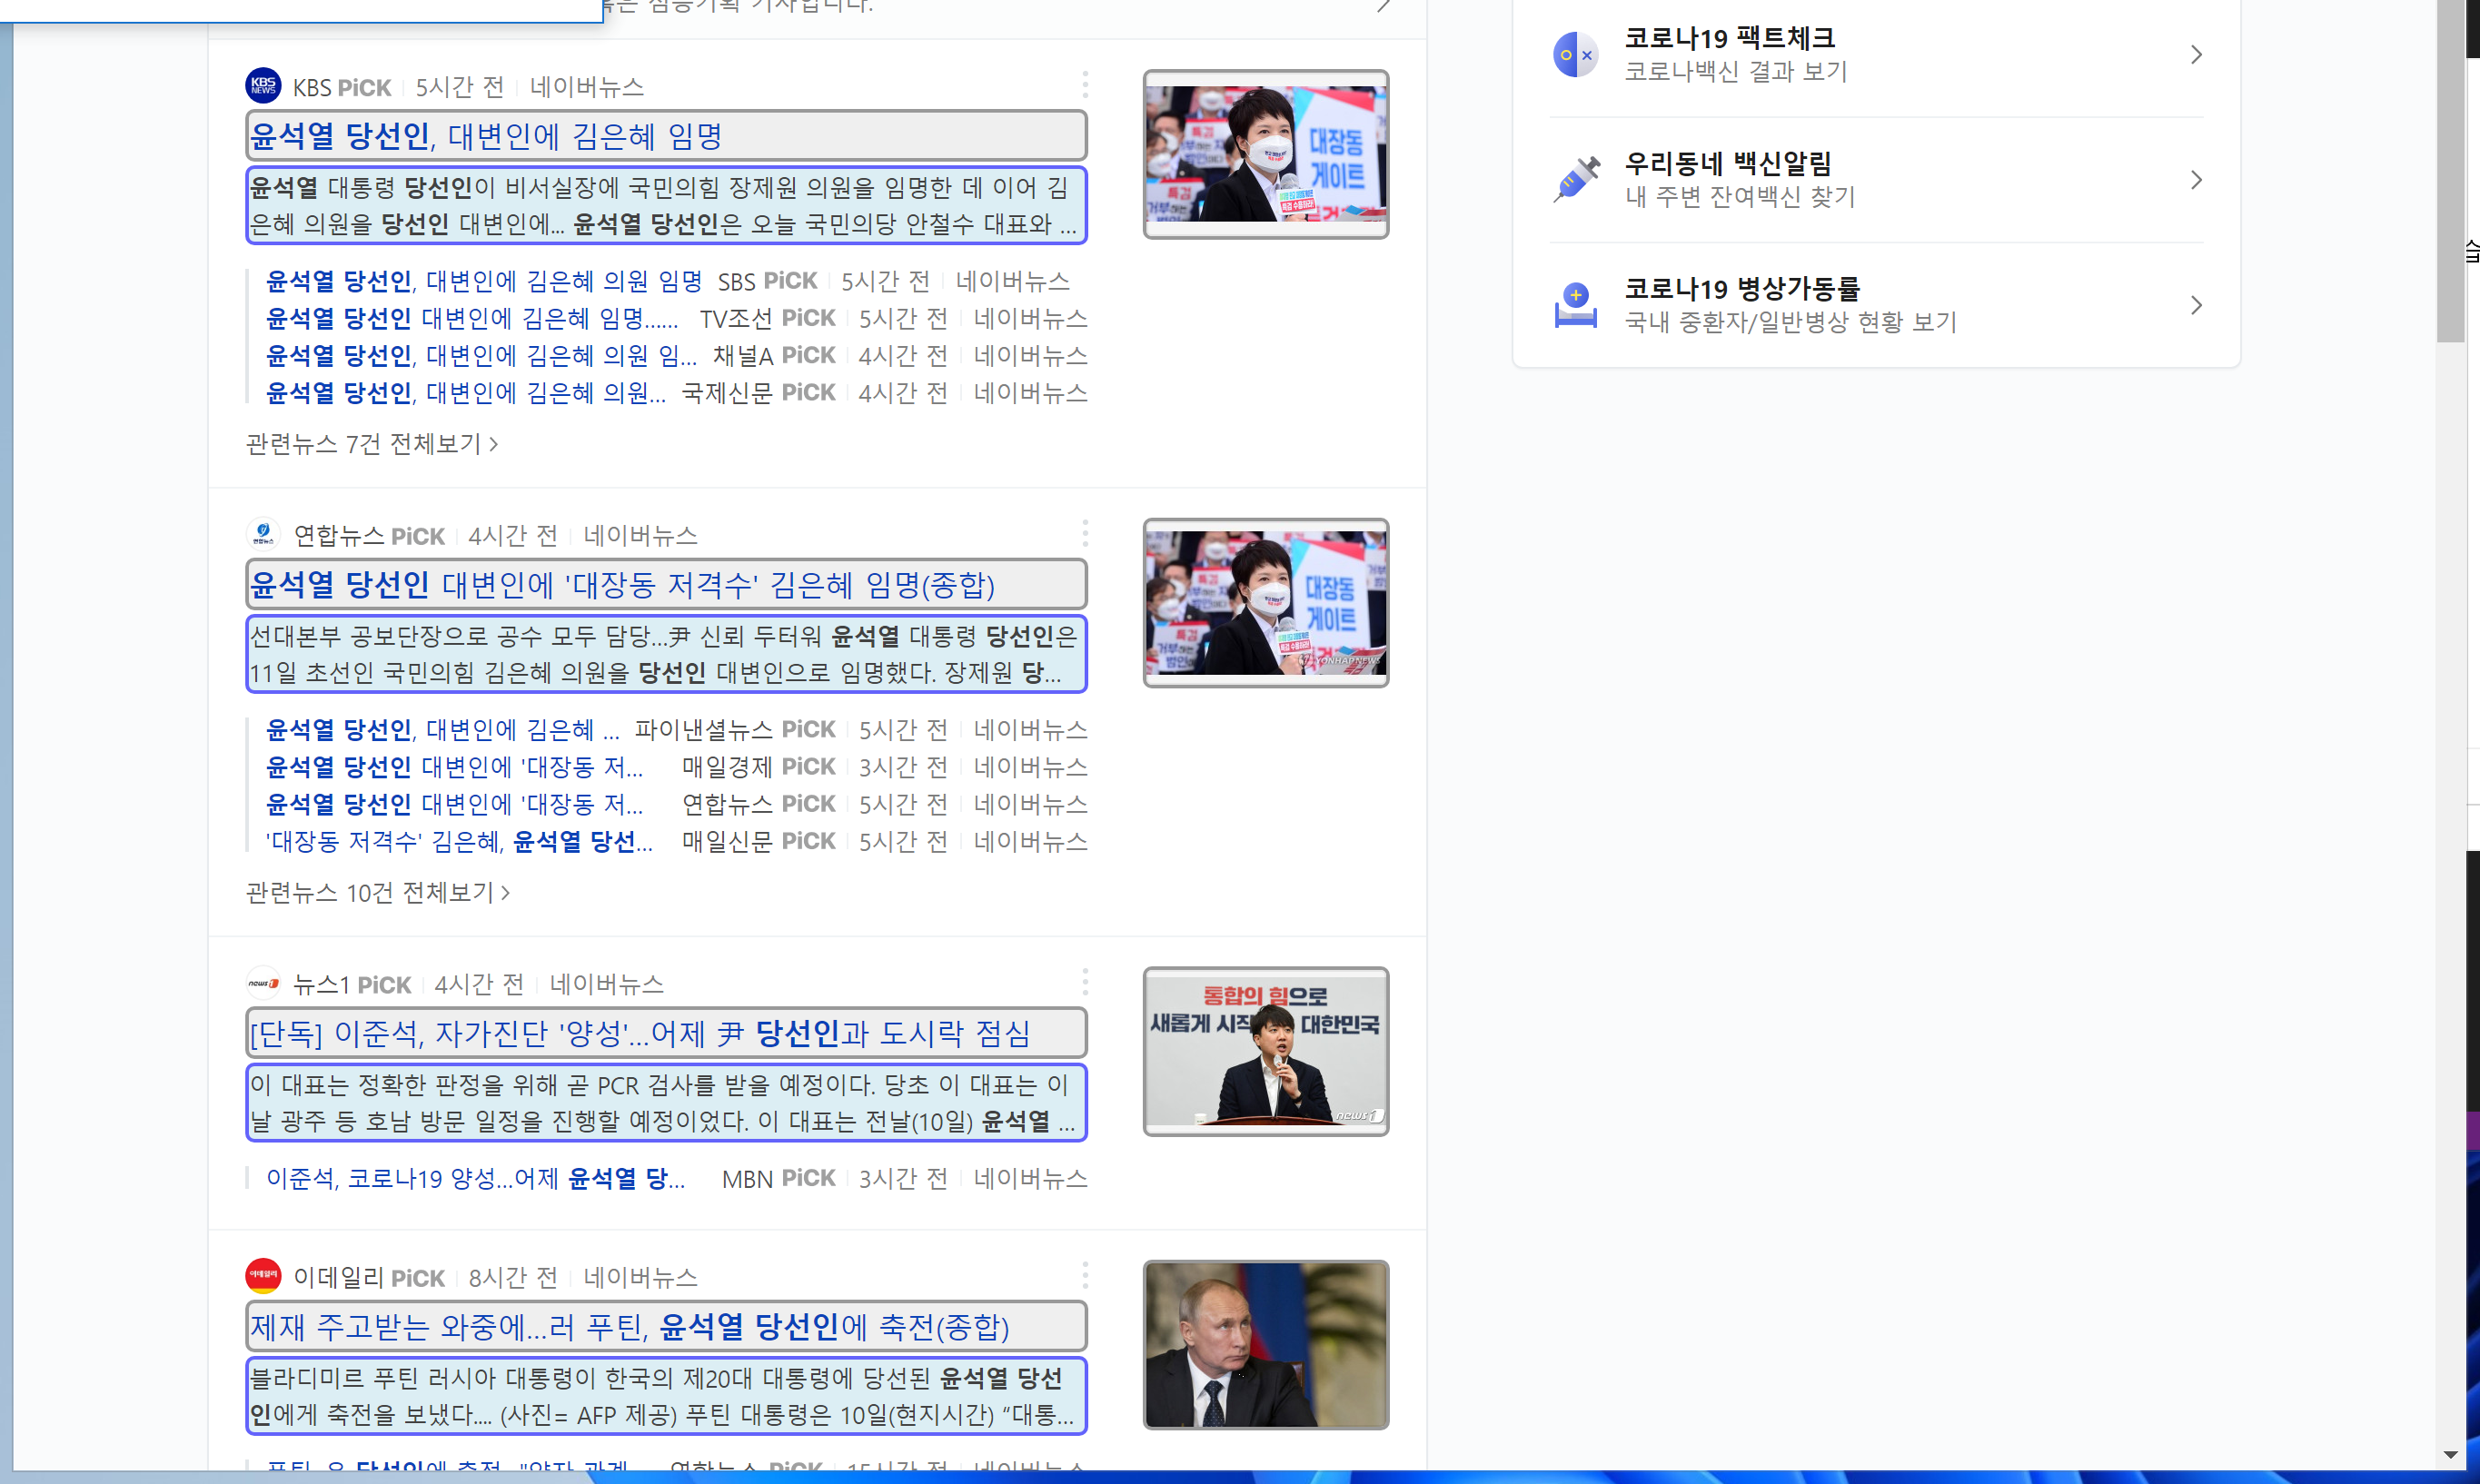 KBS PiCK 5시간 전 네이버뉴스
윤석열 당선인, 대변인에 김은혜 임명
윤석열 대통령 당선인이 비서실장에 국민의힘 장제원 의원을 임명한 데 이어 김
은혜 의원을 당선인 대변인에... 윤석열 당선인은 오늘 국민의당 안철수 대표와 ...
대장동
게이트
윤석열 당선인, 대변인에 김은혜 의원 임명 SBS PiCK 5시간 전 네이버뉴스
윤석열 당선인 대변인에 김은혜 임명...... TV조선 PiCK 5시간 전 네이버뉴스
윤석열 당선인, 대변인에 김은혜 의원 임... 채널A PiCK 4시간 전 네이버뉴스
윤석열 당선인, 대변인에 김은혜 의원... 국제신문 PiCK 4시간 전 네이버뉴스
관련뉴스 7건 전체보기
연합뉴스 PiCK 4시간 전 네이버뉴스
윤석열 당선인 대변인에 '대장동 저격수' 김은혜 임명(종합)
선대본부 공보단장으로 공수 모두 담당...尹 신뢰 두터워 윤석열 대통령 당선인은
11일 초선인 국민의힘 김은혜 의원을 당선인 대변인으로 임명했다. 장제원 당...
대장동
게이트
YONHAP NEWS
윤석열 당선인, 대변인에 김은혜 ... 파이낸셜뉴스 PiCK 5시간 전 네이버뉴스
윤석열 당선인 대변인에 '대장동 저... 매일경제 PiCK 3시간 전 네이버뉴스
윤석열 당선인 대변인에 '대장동 저... 연합뉴스 PiCK 5시간 전 네이버뉴스
'대장동 저격수' 김은혜, 윤석열 당선... 매일신문 PiCK 5시간 전 네이버뉴스
관련뉴스 10건 전체보기
뉴스1 PiCK 4시간 전 네이버뉴스
[단독] 이준석, 자가진단 '양성'...어제 尹 당선인과 도시락 점심
이 대표는 정확한 판정을 위해 곧 PCR 검사를 받을 예정이다. 당초 이 대표는 이
날 광주 등 호남 방문 일정을 진행할 예정이었다. 이 대표는 전날(10일) 윤석열 ...
통합의 힘으로
새롭게 시작 대한민국
news1
이준석, 코로나19 양성...어제 윤석열 당... MBN PiCK 3시간 전 네이버뉴스
이데일리 PiCK 8시간 전 네이버뉴스
제재 주고받는 와중에...러 푸틴, 윤석열 당선인에 축전(종합)
블라디미르 푸틴 러시아 대통령이 한국의 제20대 대통령에 당선된 윤석열 당선
인에게 축전을 보냈다.... (사진= AFP 제공) 푸틴 대통령은 10일(현지시간) “대통...
코로나19 팩트체크
코로나백신 결과 보기
우리동네 백신알림
내 주변 잔여백신 찾기
코로나19 병상가동률
국내 중환자/일반병상 현황 보기